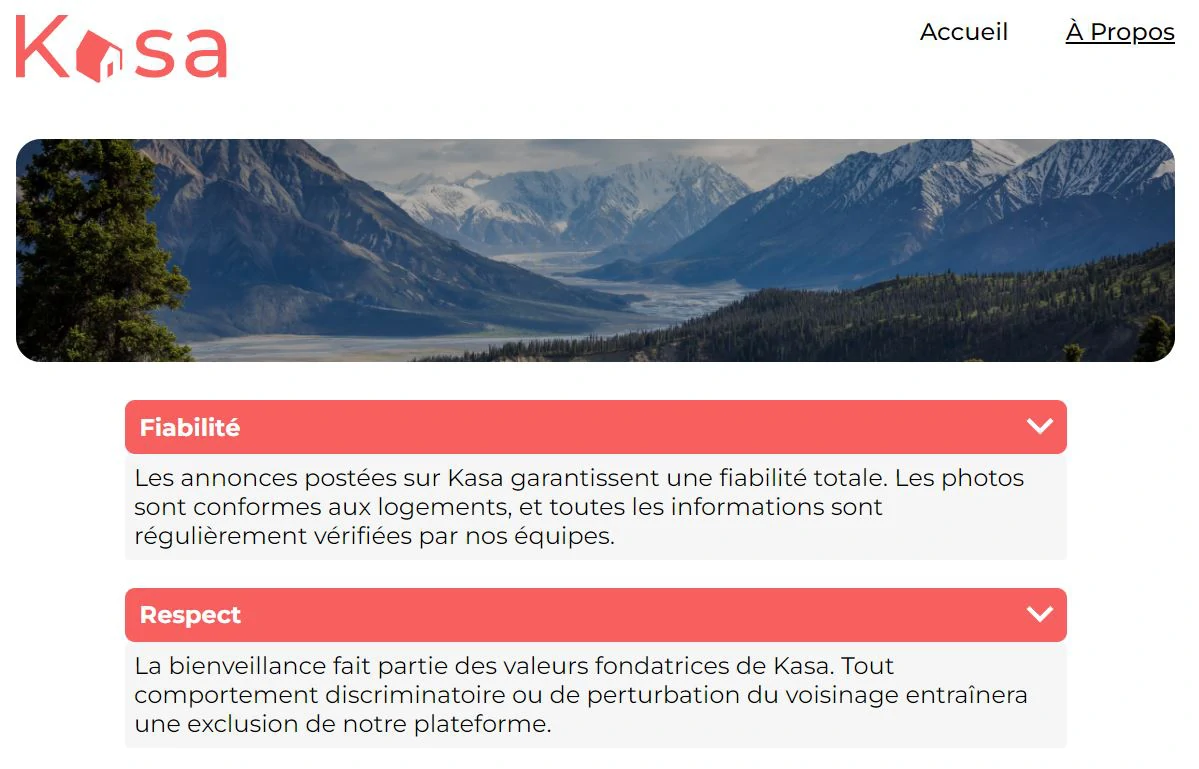 Kasa
Accueil
À Propos
Fiabilité
Les annonces postées sur Kasa garantissent une fiabilité totale. Les photos
sont conformes aux logements, et toutes les informations sont
régulièrement vérifiées par nos équipes.
Respect
La bienveillance fait partie des valeurs fondatrices de Kasa. Tout
comportement discriminatoire ou de perturbation du voisinage entraînera
une exclusion de notre plateforme.